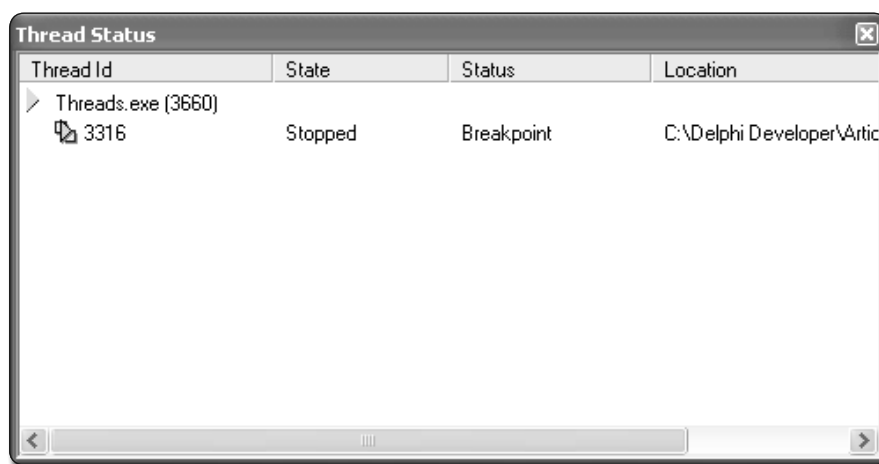 Thread Status
Thread Id State Status Location
Threads.exe (3660)
3316 Stopped Breakpoint C:\Delphi Developer\Artic